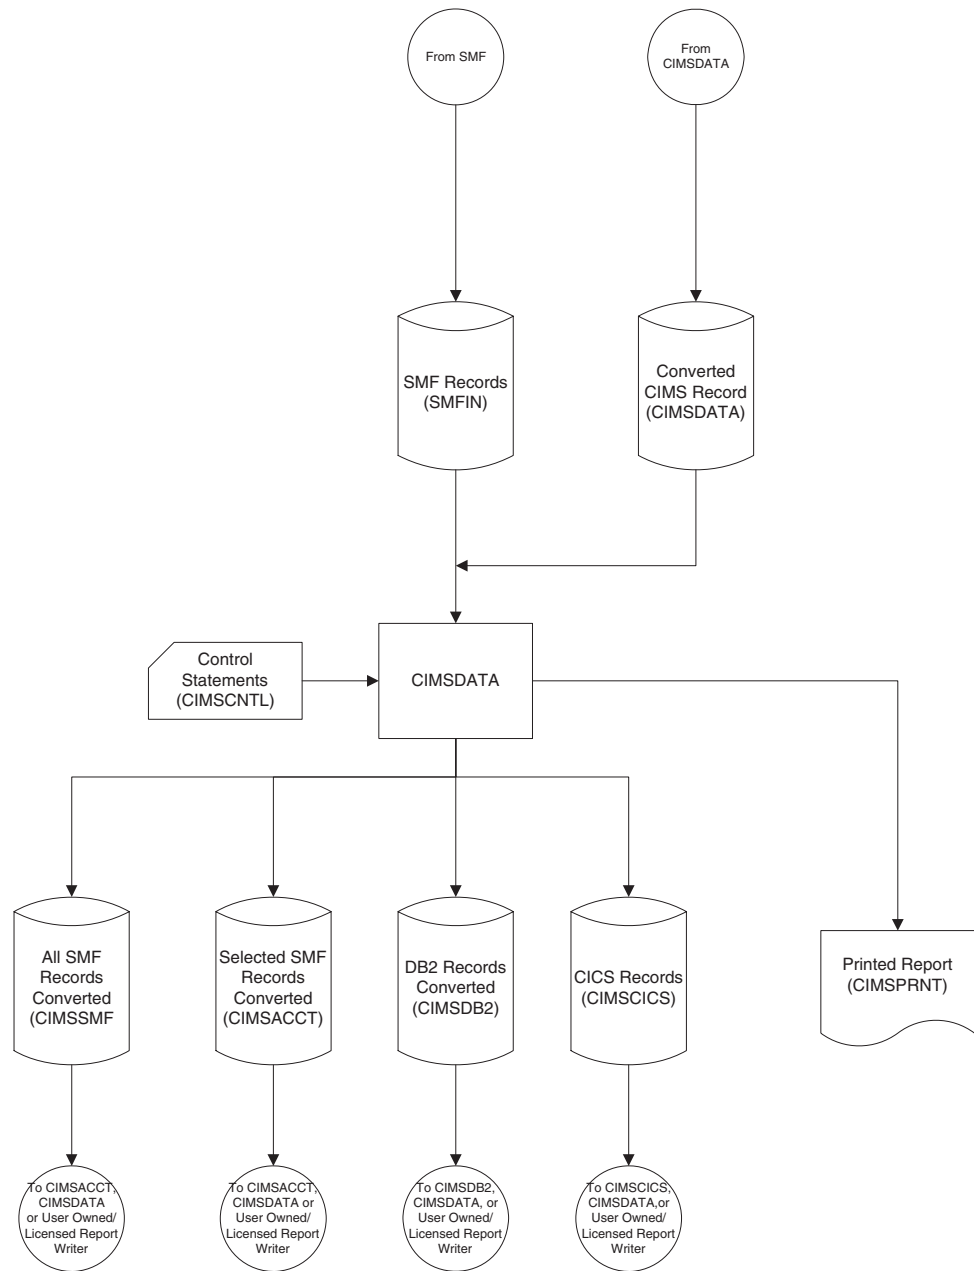 From SMF
From
CIMSDATA
SMF Records
(SMFIN)
Converted
CIMS Record
(CIMSDATA)
Control
Statements
(CIMSCNTL)
CIMSDATA
All SMF
Records
Converted
(CIMSSMF
Selected SMF
Records
Converted
(CIMSACCT)
DB2 Records
Converted
(CIMSDB2)
CICS Records
(CIMSCICS)
Printed Report
(CIMSPRNT)
To CIMSACCT,
CIMSDATA
or User Owned/
Licensed Report
Writer
To CIMSACCT,
CIMSDATA or
User Owned/
Licensed Report
Writer
To CIMSDB2,
CIMSDATA, or
User Owned/
Licensed Report
Writer
To CIMSCICS,
CIMSDATA,or
User Owned/
Licensed Report
Writer